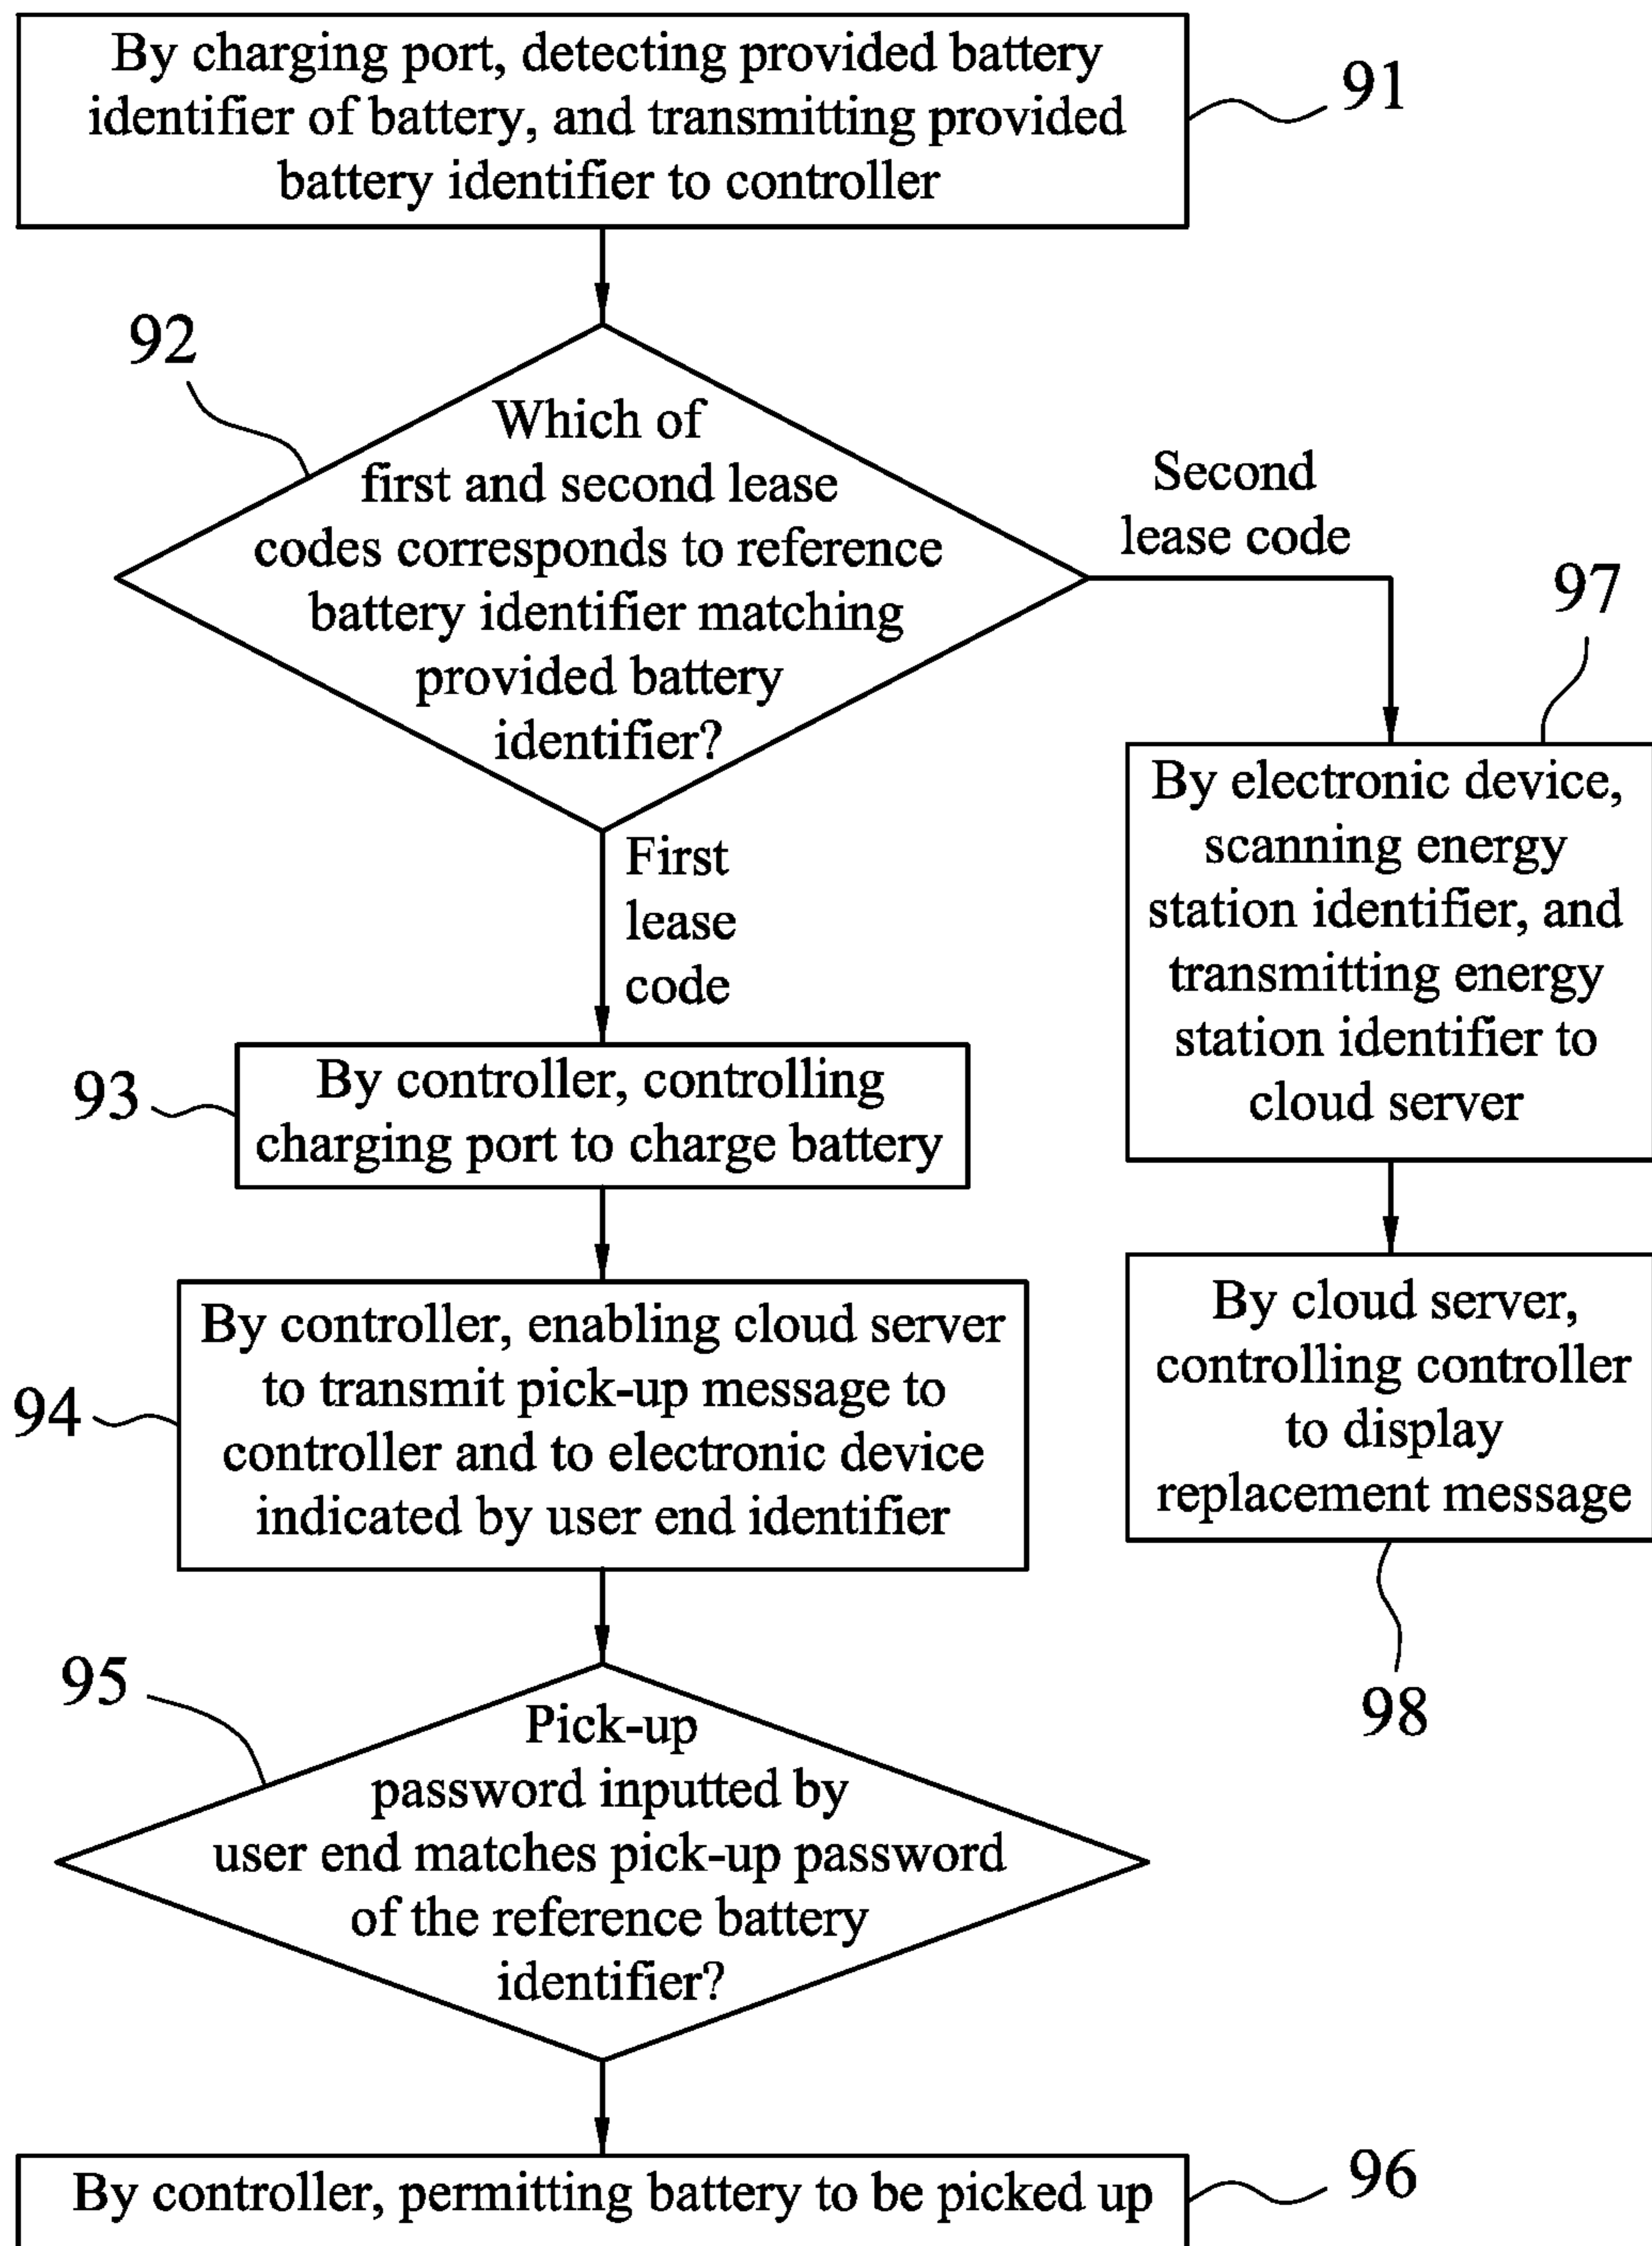 By charging port, detecting provided battery
identifier of battery, and transmitting provided
battery identifier to controller
91
92
Which of
first and second lease
codes corresponds to reference
battery identifier matching
provided battery
identifier?
Second
lease code
97
First
lease
code
By electronic device,
scanning energy
station identifier, and
transmitting energy
station identifier to
cloud server
93
By controller, controlling
charging port to charge battery
94
By controller, enabling cloud server
to transmit pick-up message to
controller and to electronic device
indicated by user end identifier
By cloud server,
controlling controller
to display
replacement message
98
95
Pick-up
password inputted by
user end matches pick-up password
of the reference battery
identifier?
By controller, permitting battery to be picked up
96